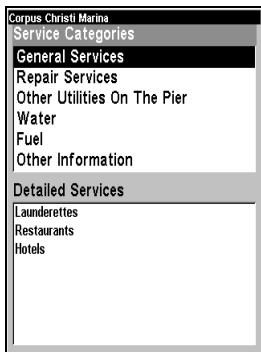 Corpus Christi Marina
Service Categories
General Services
Repair Services
Other Utilities On The Pier
Water
Fuel
Other Information
Detailed Services
Launderettes
Restaurants
Hotels